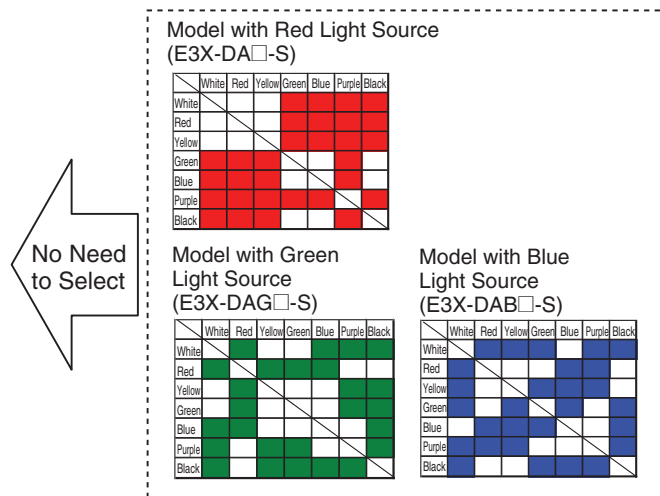 Model with Red Light Source
(E3X-DA□-S)
White Red Yellow Green Blue Purple Black
White
Red
Yellow
Green
Blue
Purple
Black
No Need
to Select
Model with Green
Light Source
(E3X-DAG□-S)
White Red Yellow Green Blue Purple Black
White
Red
Yellow
Green
Blue
Purple
Black
Model with Blue
Light Source
(E3X-DAB□-S)
White Red Yellow Green Blue Purple Black
White
Red
Yellow
Green
Blue
Purple
Black